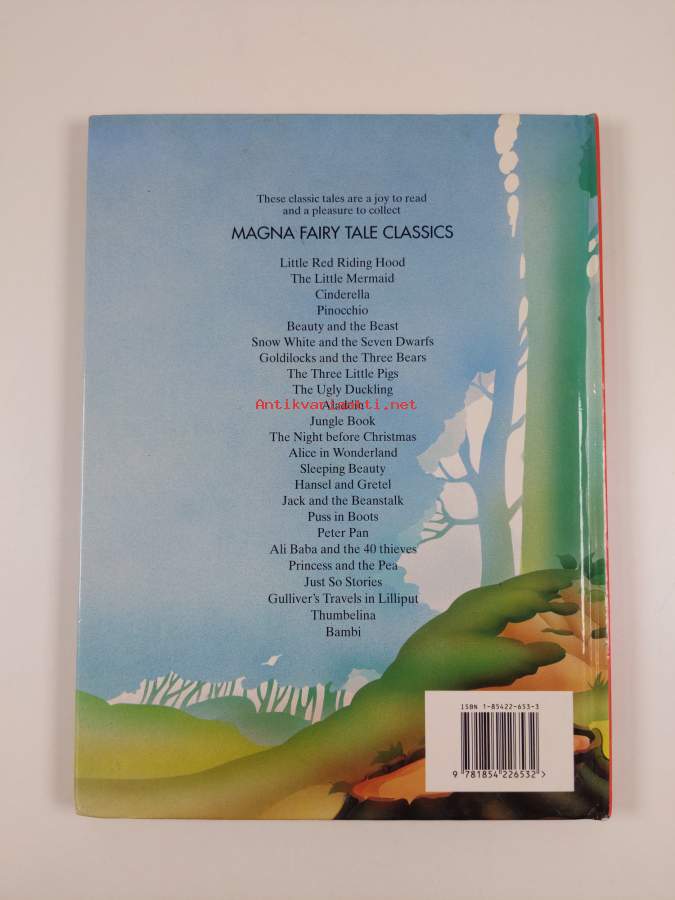 These classic tales are a joy to read
and a pleasure to collect
MAGNA FAIRY TALE CLASSICS
Little Red Riding Hood
The Little Mermaid
Cinderella
Pinocchio
Beauty and the Beast
Snow White and the Seven Dwarfs
Goldilocks and the Three Bears
The Three Little Pigs
The Ugly Duckling
Aladdin
Jungle Book
The Night before Christmas
Alice in Wonderland
Sleeping Beauty
Hansel and Gretel
Jack and the Beanstalk
Puss in Boots
Peter Pan
Ali Baba and the 40 thieves
Princess and the Pea
Just So Stories
Gulliver's Travels in Lilliput
Thumbelina
Bambi
ISBN 1-85422-653-3
9 781854 226532 >